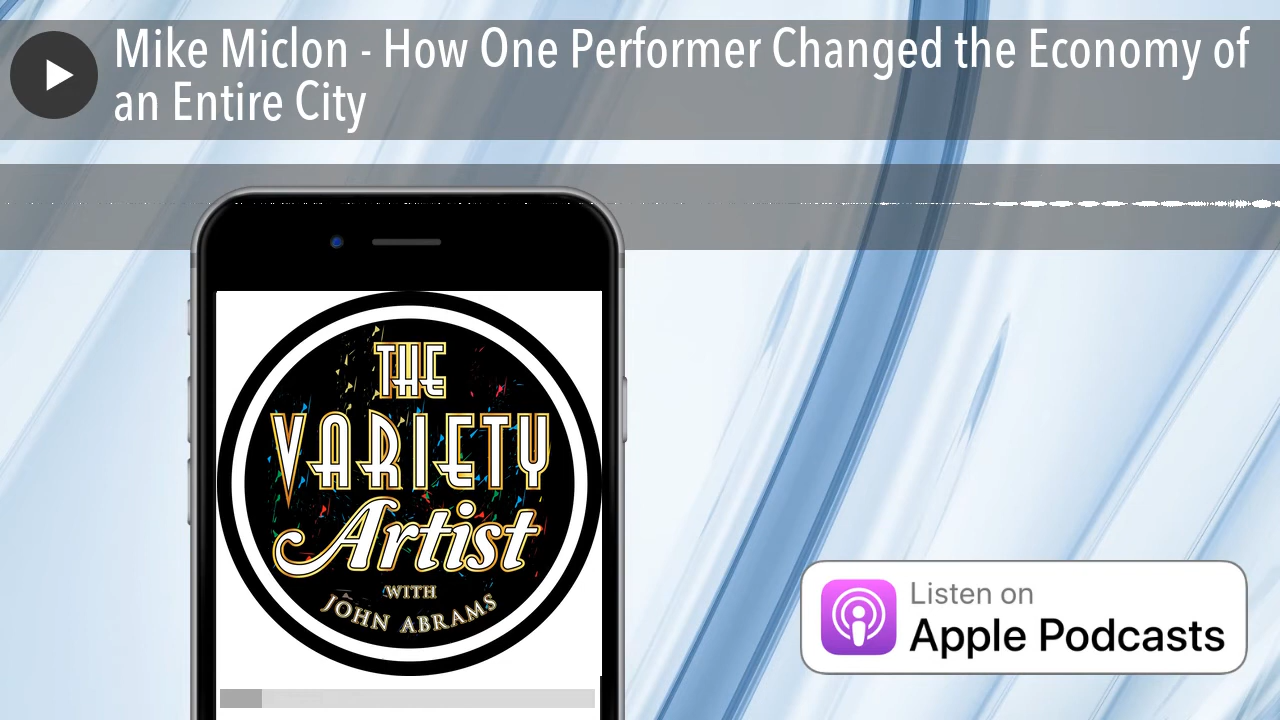 Mike Miclon - How One Performer Changed the Economy of
an Entire City
THE
VARIETY
Artist
WITH
JOHN ABRAMS
Listen on
Apple Podcasts